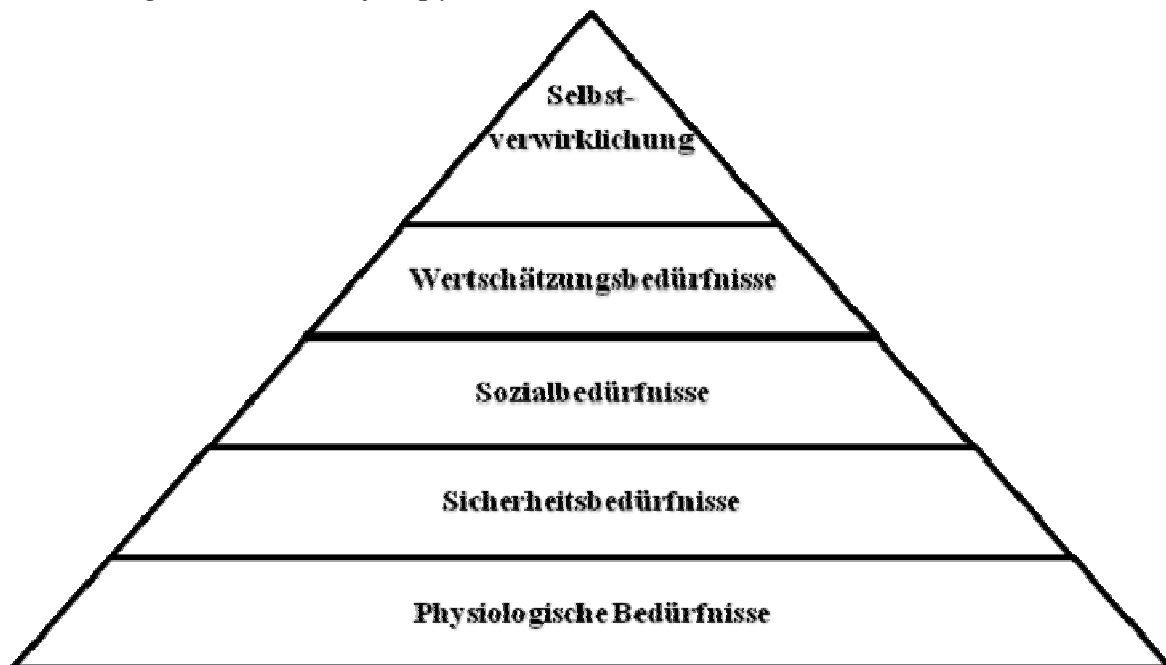 Selbst-
verwirklichung
Wertschätzungsbedürfnisse
Sozialbedürfnisse
Sicherheitsbedürfnisse
Physiologische Bedürfnisse